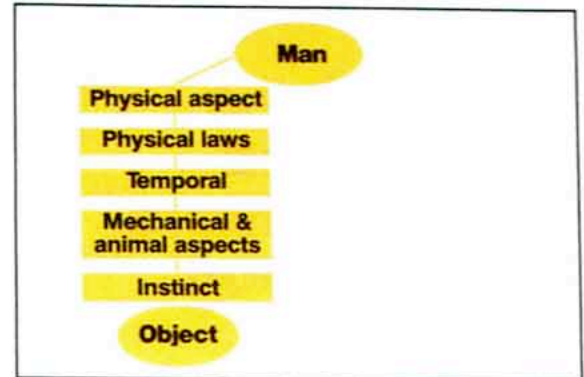 Man
Physical aspect
Physical laws
Temporal
Mechanical &
animal aspects
Instinct
Object